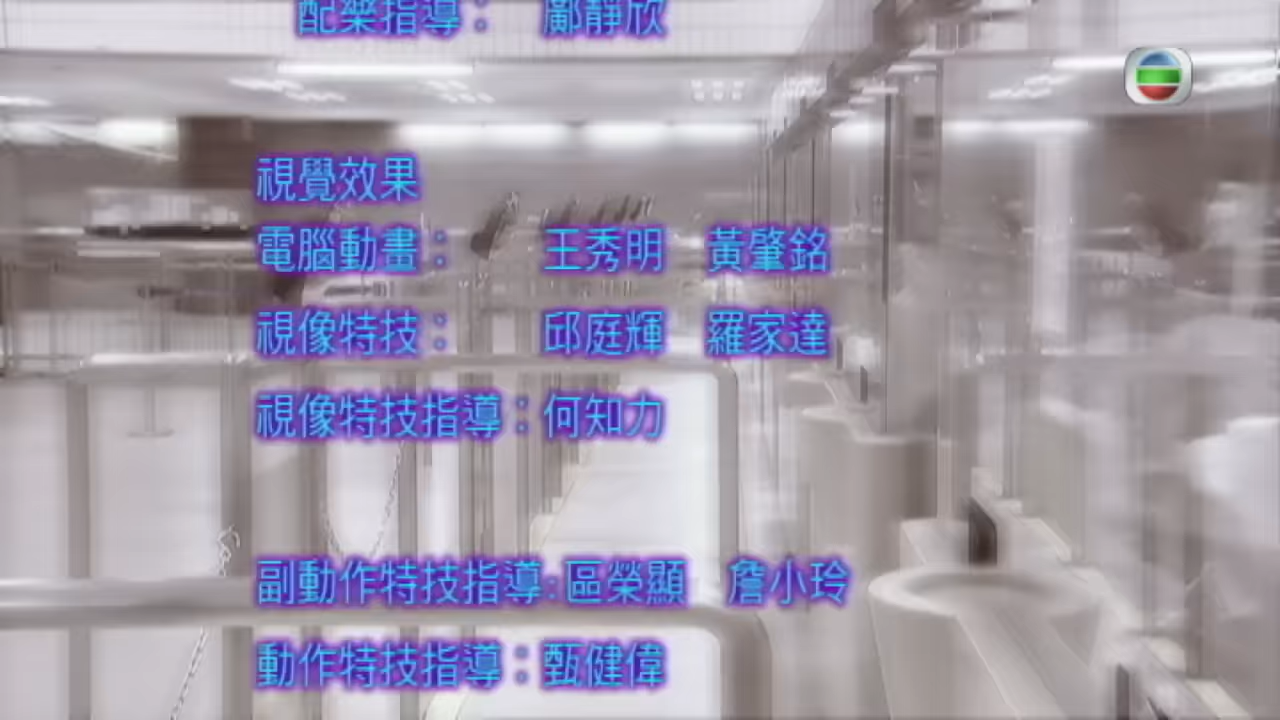 配樂指導：　鄺靜欣
視覺效果
電腦動畫：　王秀明　黃肇銘
視像特技：　邱庭輝　羅家達
視像特技指導：何知力
副動作特技指導：區榮顯　詹小玲
動作特技指導：甄健偉